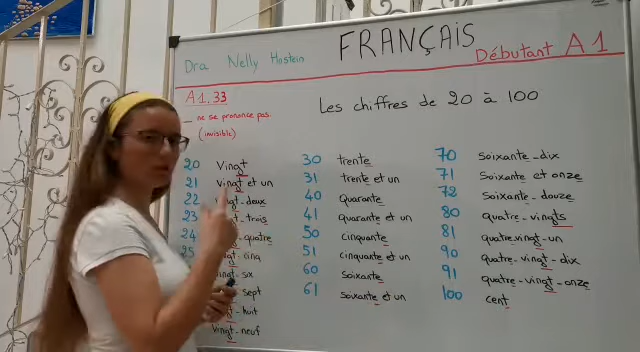 Dra Nelly Hostein
FRANÇAIS
Débutant A1
A1.33
_ ne se prononce pas.
(invisible)
Les chiffres de 20 à 100
20 vingt
21 vingt et un
22 vingt-deux
23 vingt-trois
24 vingt-quatre
25 vingt-cinq
vingt-six
sept
huit
vingt-neuf
30 trente
31 trente et un
40 quarante
41 quarante et un
50 cinquante
51 cinquante et un
60 soixante
61 soixante et un
70 soixante-dix
71 soixante et onze
72 soixante-douze
80 quatre-vingts
81 quatre-vingt-un
90 quatre-vingt-dix
91 quatre-vingt-onze
100 cent